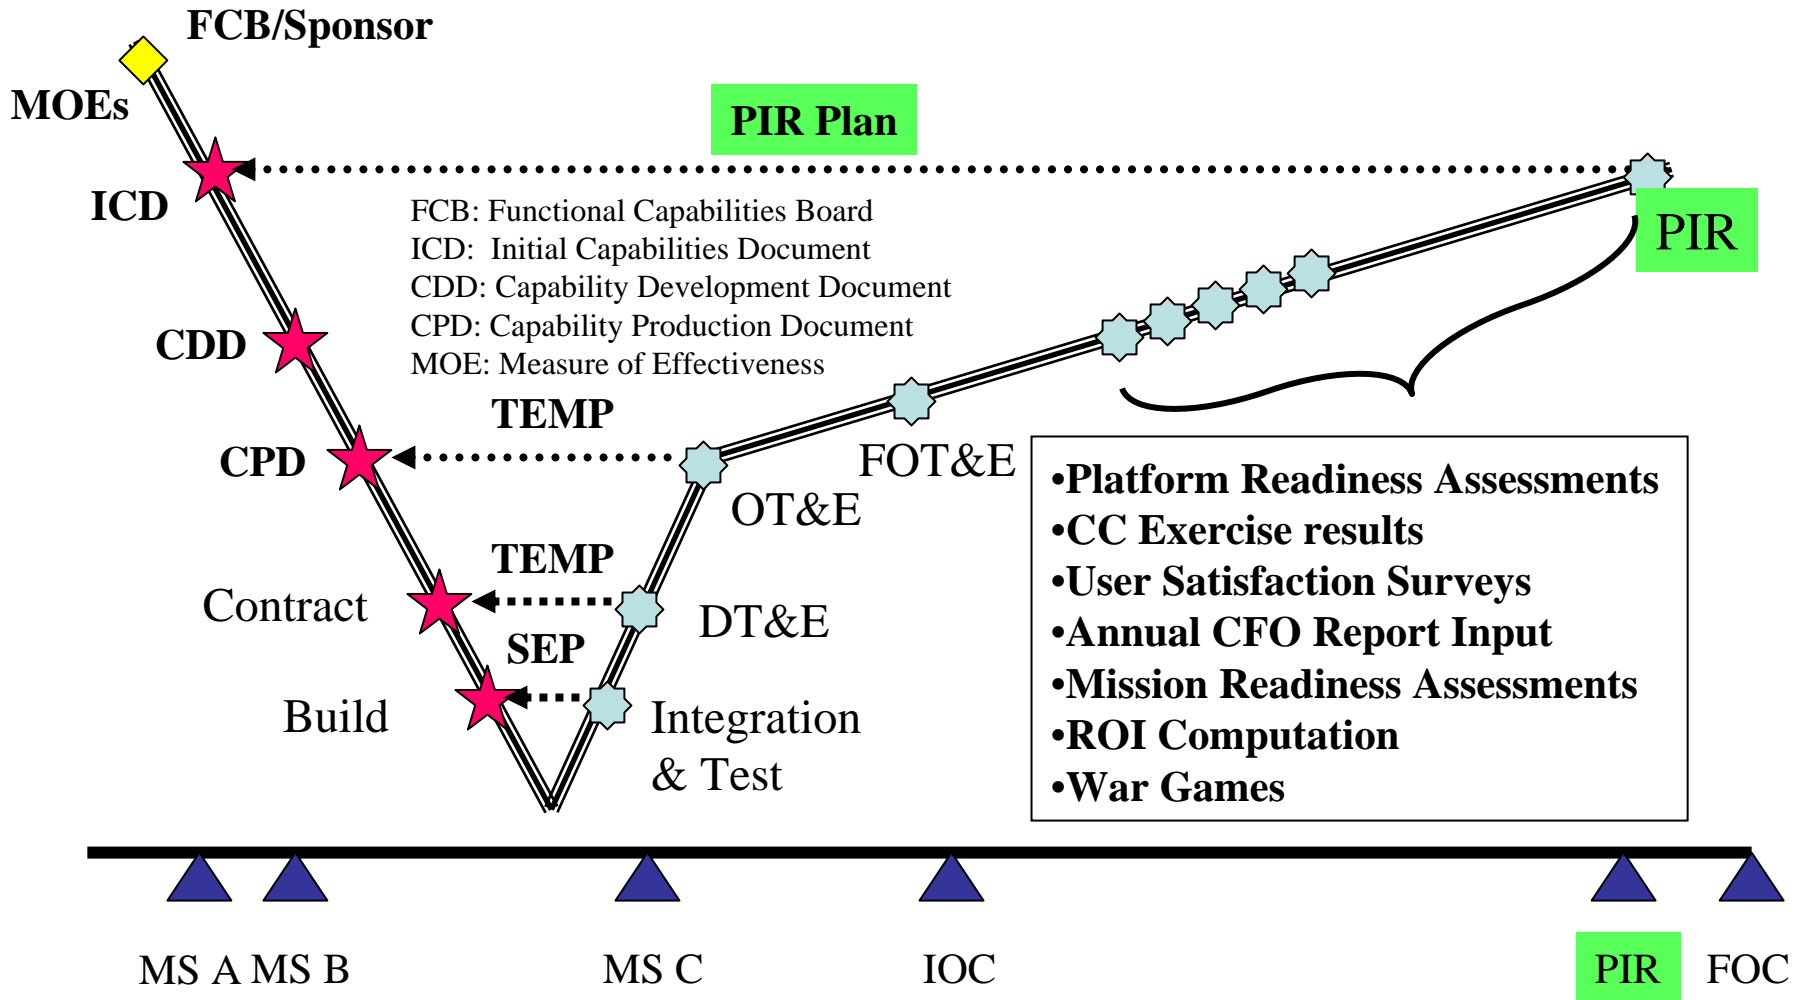 FCB/Sponsor
MOEs
PIR Plan
ICD
FCB: Functional Capabilities Board
ICD:  Initial Capabilities Document
CDD: Capability Development Document
CPD: Capability Production Document
MOE: Measure of Effectiveness
PIR
CDD
TEMP
CPD
OT&E
FOT&E
TEMP
Contract
DT&E
SEP
Build
Integration
& Test
•Platform Readiness Assessments
•CC Exercise results
•User Satisfaction Surveys
•Annual CFO Report Input
•Mission Readiness Assessments
•ROI Computation
•War Games
MS A MS B MS C IOC PIR FOC